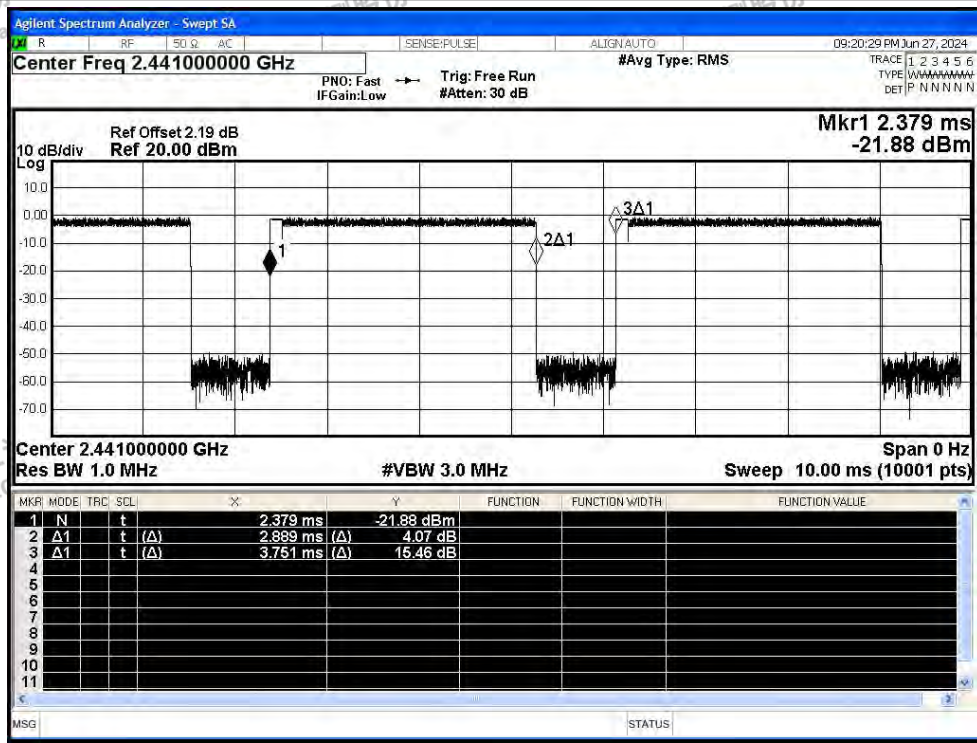 Agilent Spectrum Analyzer - Swept SA
R RF 50 Ω AC SENSE:PULSE ALIGN AUTO 09:20:29 PM Jun 27, 2024
Center Freq 2.441000000 GHz #Avg Type: RMS TRACE 1 2 3 4 5 6
PNO: Fast Trig: Free Run TYPE WWWWWW
IFGain:Low #Atten: 30 dB DET P N N N N N
Mkr1 2.379 ms
Ref Offset 2.19 dB
10 dB/div Ref 20.00 dBm -21.88 dBm
Log
10.0
0.00 3Δ1
-10.0 1 2Δ1
-20.0
-30.0
-40.0
-50.0
-60.0
-70.0
Center 2.441000000 GHz Span 0 Hz
Res BW 1.0 MHz #VBW 3.0 MHz Sweep 10.00 ms (10001 pts)
MKR MODE TRC SCL X Y FUNCTION FUNCTION WIDTH FUNCTION VALUE
1 N t 2.379 ms -21.88 dBm
2 Δ1 t (Δ) 2.889 ms (Δ) 4.07 dB
3 Δ1 t (Δ) 3.751 ms (Δ) 15.46 dB
4
5
6
7
8
9
10
11
MSG STATUS